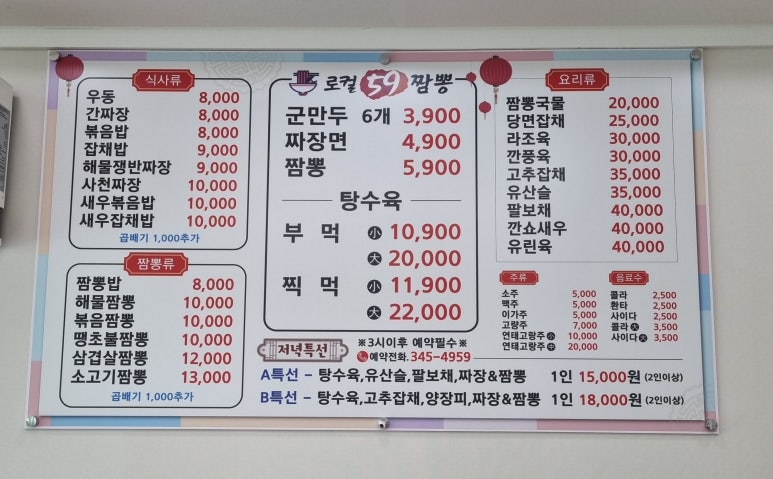 식사류
우동 8,000
간짜장 8,000
볶음밥 8,000
잡채밥 9,000
해물쟁반짜장 9,000
사천짜장 10,000
새우볶음밥 10,000
새우잡채밥 10,000
곱배기 1,000추가
짬뽕류
짬뽕밥 8,000
해물짬뽕 10,000
볶음짬뽕 10,000
땡초불짬뽕 10,000
삼겹살짬뽕 12,000
소고기짬뽕 13,000
곱배기 1,000추가
로컬 59 짬뽕
군만두 6개 3,900
짜장면 4,900
짬뽕 5,900
탕수육
부 먹 小 10,900
大 20,000
찍 먹 小 11,900
大 22,000
요리류
짬뽕국물 20,000
당면잡채 25,000
라조육 30,000
깐풍육 30,000
고추잡채 35,000
유산슬 35,000
팔보채 40,000
깐쇼새우 40,000
유린육 40,000
주류
소주 5,000
맥주 5,000
이가주 5,000
고량주 7,000
연태고량주 小 10,000
연태고량주 中 20,000
음료수
콜라 2,500
환타 2,500
사이다 2,500
콜라 大 3,500
사이다 大 3,500
저녁특선 ※3시이후 예약필수※
예약전화.345-4959
A특선 - 탕수육,유산슬,팔보채,짜장&짬뽕 1인 15,000원 (2인이상)
B특선 - 탕수육,고추잡채,양장피,짜장&짬뽕 1인 18,000원 (2인이상)